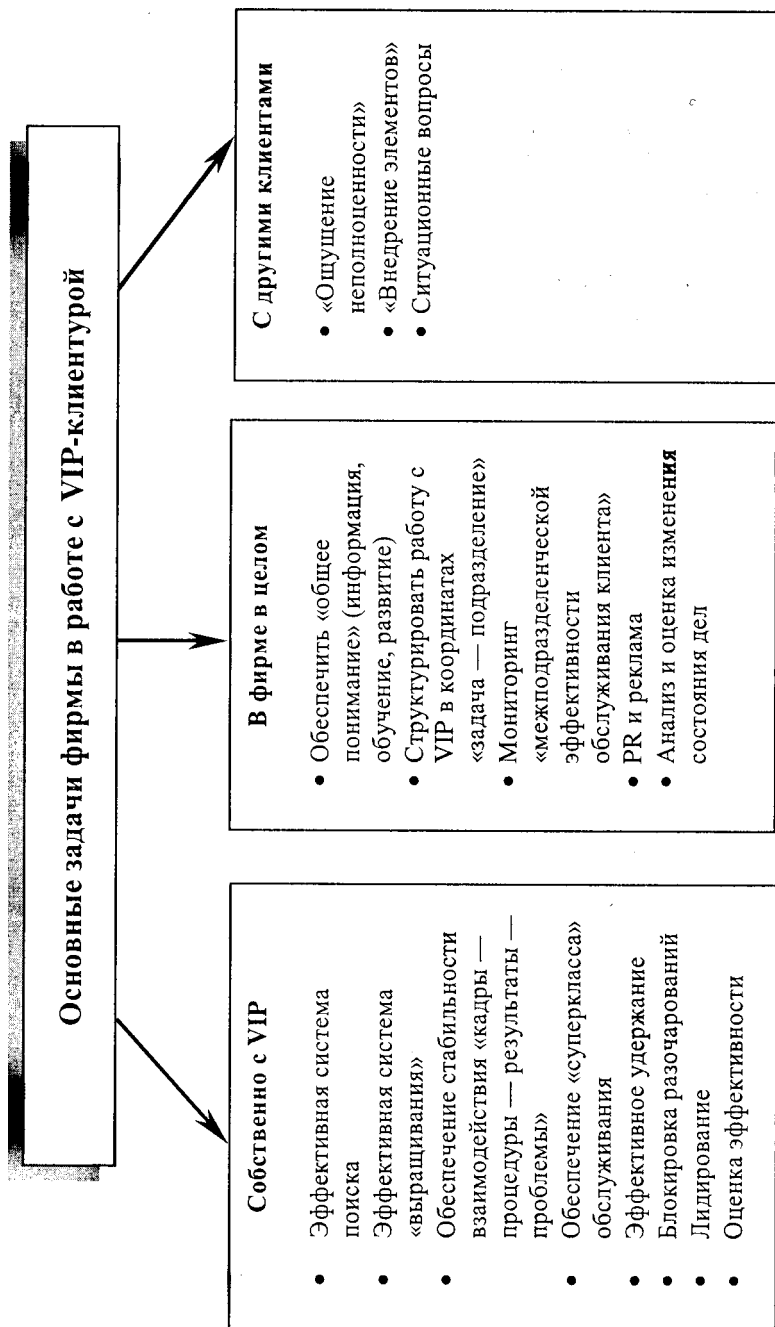 Основные задачи фирмы в работе с VIP-клиентурой
Собственно с VIP
• Эффективная система
поиска
• Эффективная система
«выращивания»
• Обеспечение стабильности
взаимодействия «кадры —
процедуры — результаты —
проблемы»
• Обеспечение «суперкласса»
обслуживания
• Эффективное удержание
• Блокировка разочарований
• Лидирование
• Оценка эффективности
В фирме в целом
• Обеспечить «общее
понимание» (информация,
обучение, развитие)
• Структурировать работу с
VIP в координатах
«задача — подразделение»
• Мониторинг
«межподразделенческой
эффективности
обслуживания клиента»
• PR и реклама
• Анализ и оценка изменения
состояния дел
С другими клиентами
• «Ощущение
неполноценности»
• «Внедрение элементов»
• Ситуационные вопросы